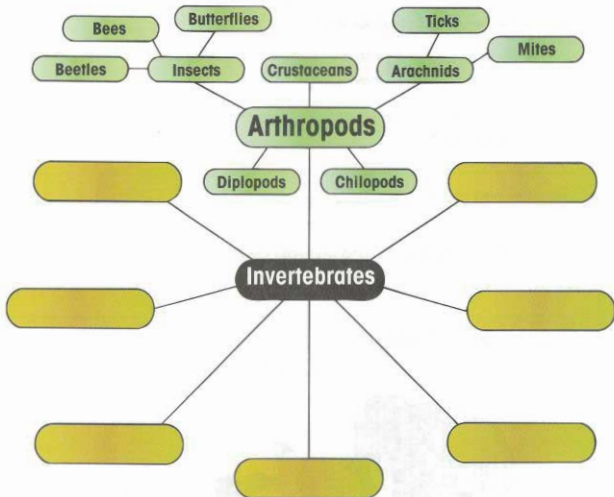 Butterflies
Ticks
Bees
Mites
Beetles
Insects
Crustaceans
Arachnids
Arthropods
Diplopods
Chilopods
Invertebrates